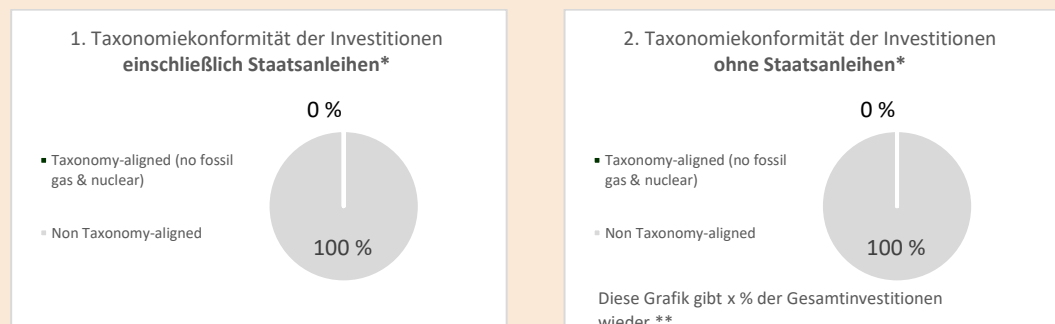 1. Taxonomiekonformität der Investitionen
einschließlich Staatsanleihen*
0 %
Taxonomy-aligned (no fossil
gas & nuclear)
Non Taxonomy-aligned
100 %
2. Taxonomiekonformität der Investitionen
ohne Staatsanleihen*
0 %
Taxonomy-aligned (no fossil
gas & nuclear)
Non Taxonomy-aligned
100 %
Diese Grafik gibt x % der Gesamtinvestitionen
wieder.**